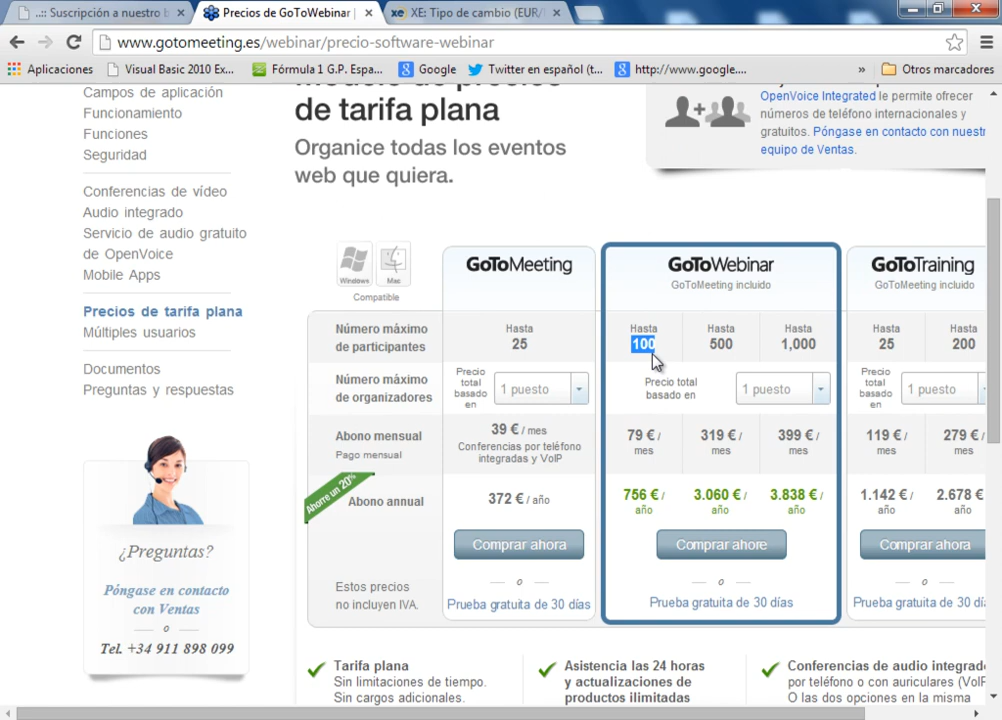 ..:: Suscripción a nuestro b
Precios de GoToWebinar |
XE: Tipo de cambio (EUR/
www.gotomeeting.es/webinar/precio-software-webinar
Aplicaciones
Visual Basic 2010 Ex...
Fórmula 1 G.P. Espa...
Google
Twitter en español (t...
http://www.google....
»
Otros marcadores
Campos de aplicación
Funcionamiento
Funciones
Seguridad
Conferencias de vídeo
Audio integrado
Servicio de audio gratuito
de OpenVoice
Mobile Apps
Precios de tarifa plana
Múltiples usuarios
Documentos
Preguntas y respuestas
¿Preguntas?
Póngase en contacto
con Ventas
o
Tel. +34 911 898 099
Modelo de precios
de tarifa plana
Organice todas los eventos
web que quiera.
OpenVoice Integrated le permite ofrecer
números de teléfono internacionales y
gratuitos. Póngase en contacto con nuestr
equipo de Ventas.
Windows
Mac
Compatible
GoToMeeting
GoToWebinar
GoToMeeting incluido
GoToTraining
GoToMeeting incluido
Número máximo
de participantes
Hasta
25
Hasta
100
Hasta
500
Hasta
1,000
Hasta
25
Hasta
200
Número máximo
de organizadores
Precio
total
basado
en
1 puesto
Precio total
basado en
1 puesto
Precio
total
basado
en
1 puesto
Abono mensual
Pago mensual
39 € / mes
Conferencias por teléfono
integradas y VoIP
79 € /
mes
319 € /
mes
399 € /
mes
119 € /
mes
279 € /
mes
Ahorre un 20%
Abono annual
372 € / año
756 € /
año
3.060 € /
año
3.838 € /
año
1.142 € /
año
2.678 € /
año
Comprar ahora
Comprar ahore
Comprar ahora
Estos precios
no incluyen IVA.
o
Prueba gratuita de 30 días
o
Prueba gratuita de 30 días
o
Prueba gratuita de 30 dí
Tarifa plana
Sin limitaciones de tiempo.
Sin cargos adicionales.
Asistencia las 24 horas
y actualizaciones de
productos ilimitadas
Conferencias de audio integrad
por teléfono o con auriculares (VoIP
O las dos opciones en la misma